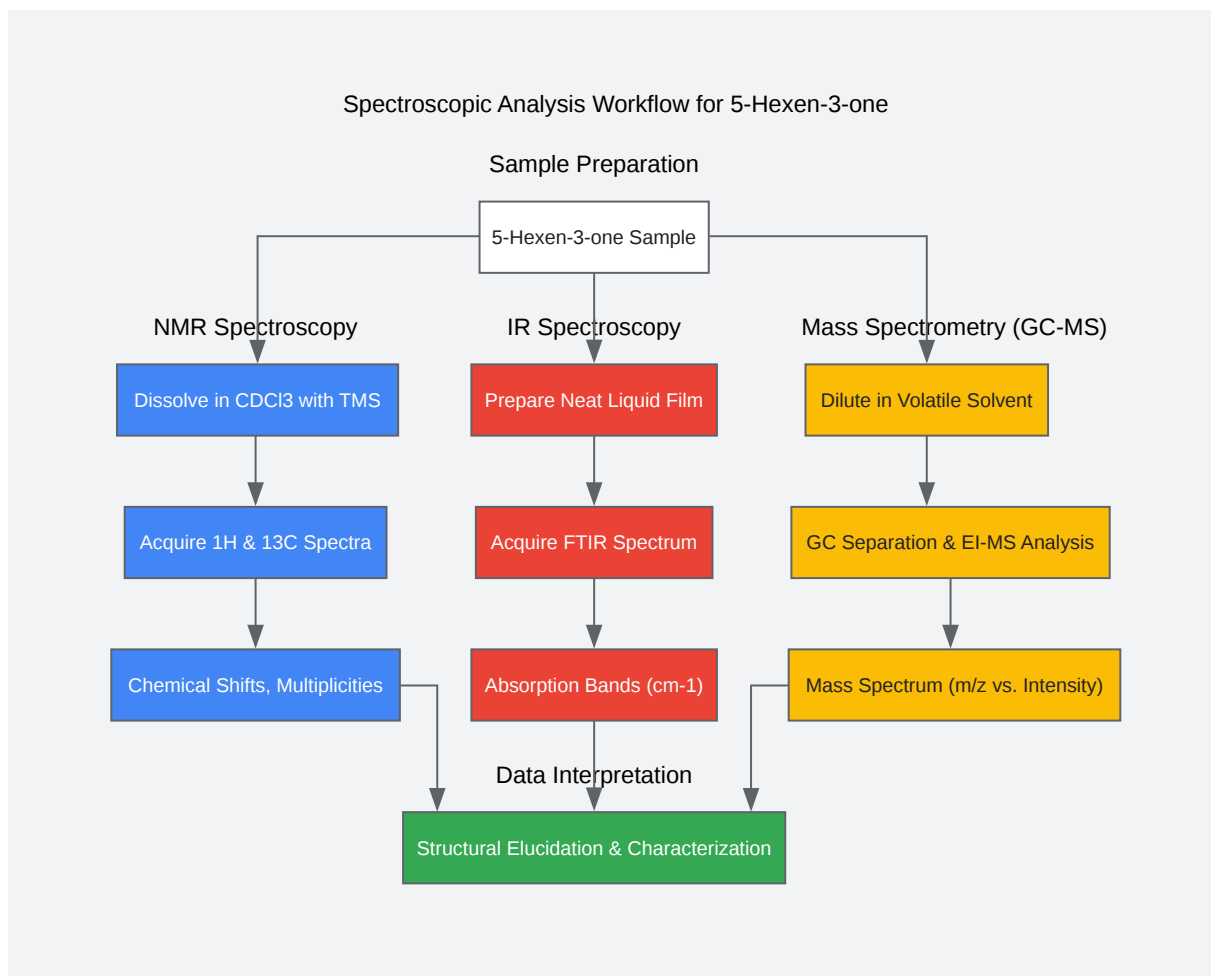 Spectroscopic Analysis Workflow for 5-Hexen-3-one
Sample Preparation
5-Hexen-3-one Sample
NMR Spectroscopy
IR Spectroscopy
Mass Spectrometry (GC-MS)
Dissolve in CDCl3 with TMS
Prepare Neat Liquid Film
Dilute in Volatile Solvent
Acquire 1H & 13C Spectra
Acquire FTIR Spectrum
GC Separation & EI-MS Analysis
Chemical Shifts, Multiplicities
Absorption Bands (cm-1)
Mass Spectrum (m/z vs. Intensity)
Data Interpretation
Structural Elucidation & Characterization